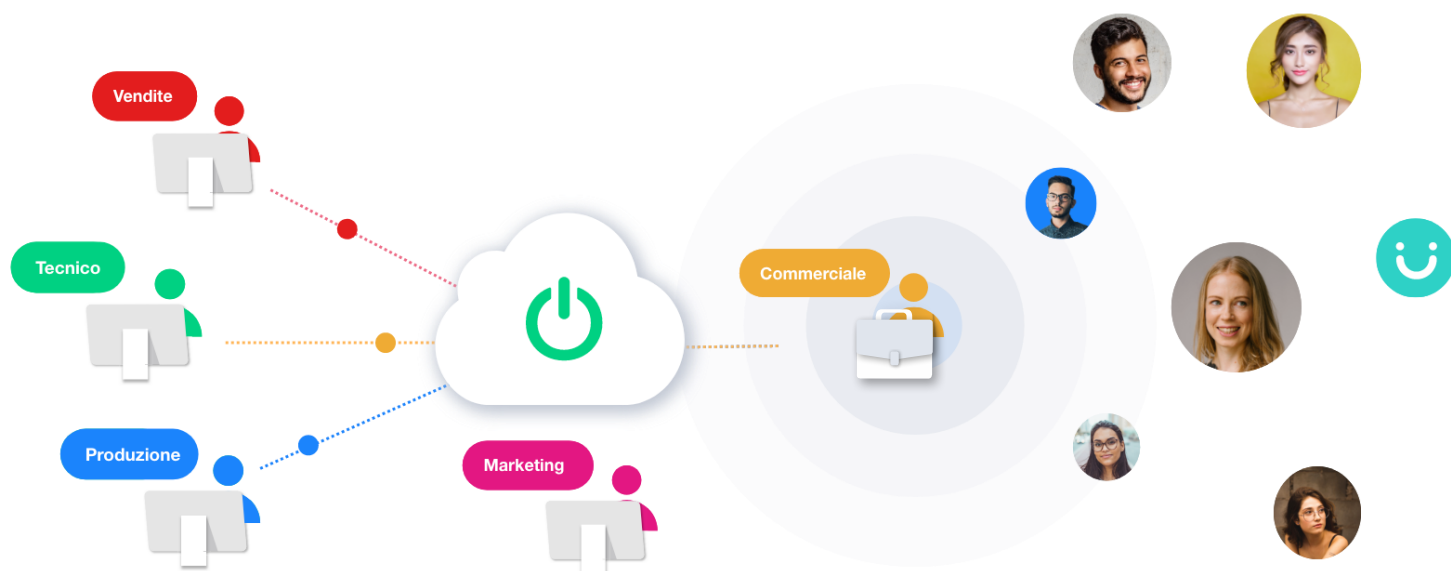 Vendite
Tecnico
Commerciale
Produzione
Marketing